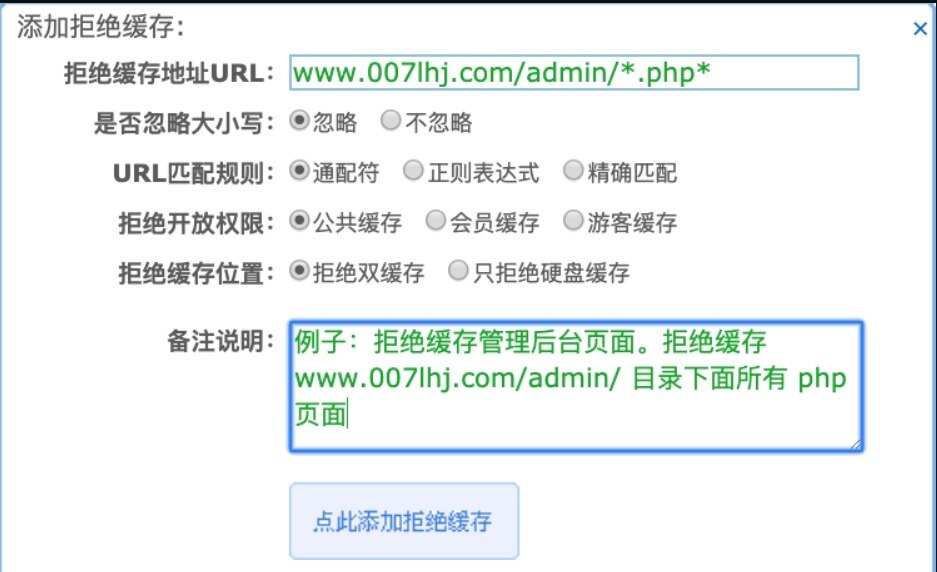 添加拒绝缓存：
×
拒绝缓存地址URL： www.007lhj.com/admin/*.php*
是否忽略大小写： 忽略 不忽略
URL匹配规则： 通配符 正则表达式 精确匹配
拒绝开放权限： 公共缓存 会员缓存 游客缓存
拒绝缓存位置： 拒绝双缓存 只拒绝硬盘缓存
备注说明： 例子：拒绝缓存管理后台页面。拒绝缓存
www.007lhj.com/admin/ 目录下面所有 php
页面
点此添加拒绝缓存